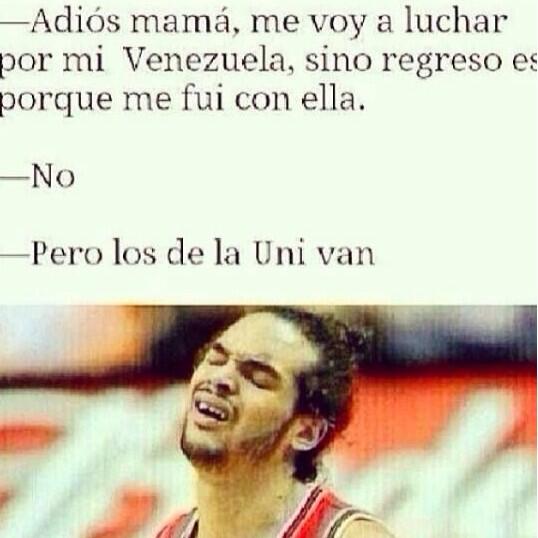 —Adiós mamá, me voy a luchar
por mi Venezuela, sino regreso es
porque me fui con ella.
—No
—Pero los de la Uni van